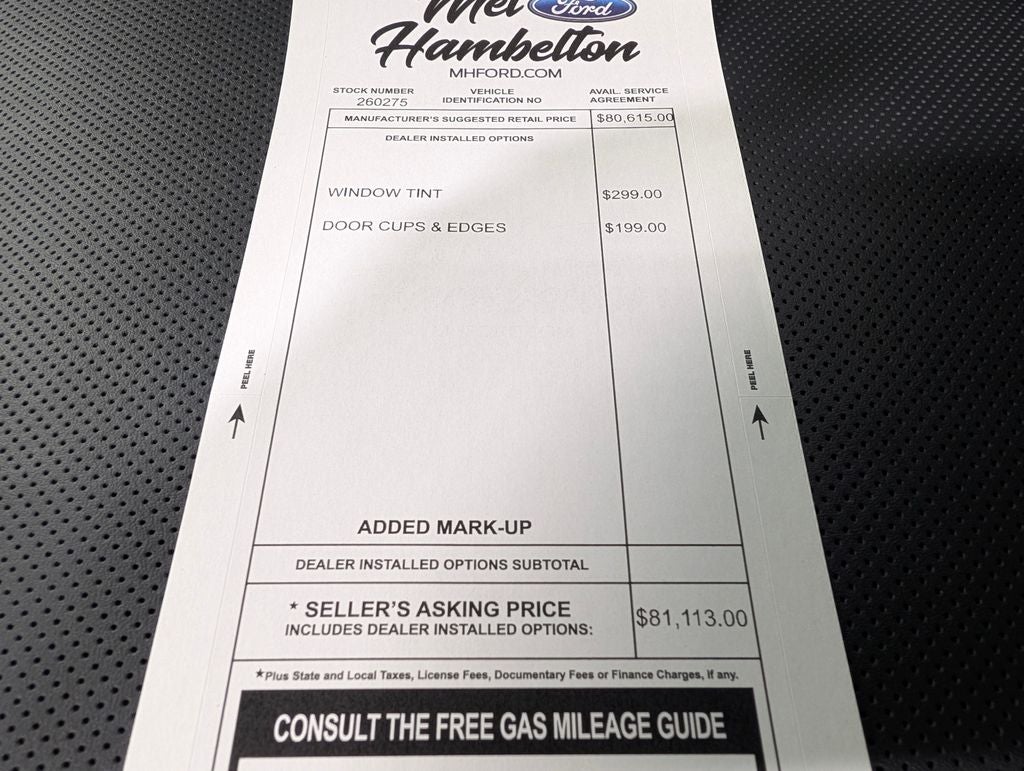 Mel Ford
Hambelton
MHFORD.COM
STOCK NUMBER VEHICLE AVAIL. SERVICE
260275 IDENTIFICATION NO AGREEMENT
MANUFACTURER'S SUGGESTED RETAIL PRICE $80,615.00
DEALER INSTALLED OPTIONS
WINDOW TINT $299.00
DOOR CUPS & EDGES $199.00
PEEL HERE PEEL HERE
ADDED MARK-UP
DEALER INSTALLED OPTIONS SUBTOTAL
* SELLER'S ASKING PRICE
INCLUDES DEALER INSTALLED OPTIONS: $81,113.00
*Plus State and Local Taxes, License Fees, Documentary Fees or Finance Charges, if any.
CONSULT THE FREE GAS MILEAGE GUIDE